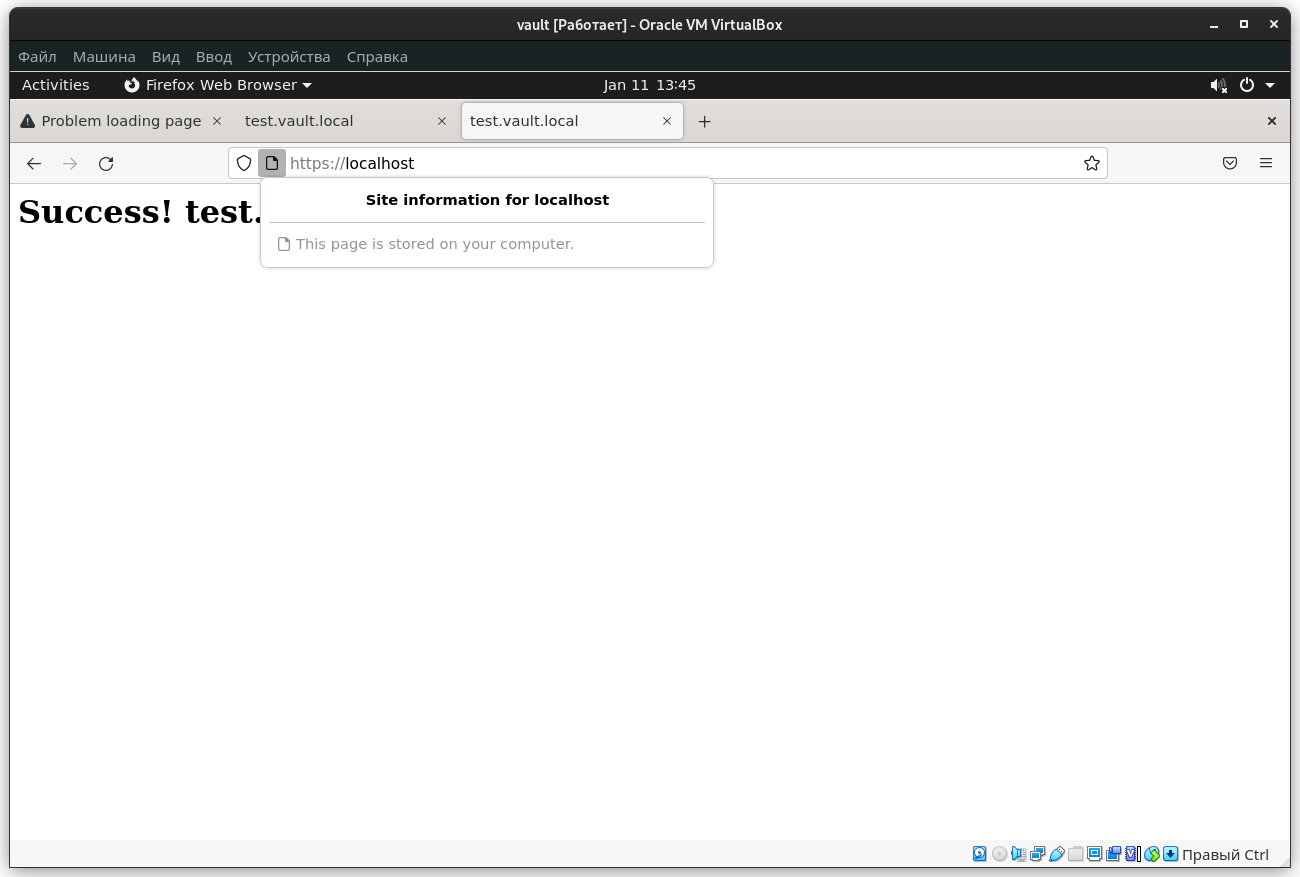 vault [Работает] - Oracle VM VirtualBox
Файл Машина Вид Ввод Устройства Справка
Activities Firefox Web Browser Jan 11 13:45
Problem loading page test.vault.local test.vault.local
https://localhost
Site information for localhost
Success! test.
This page is stored on your computer.
Правый Ctrl